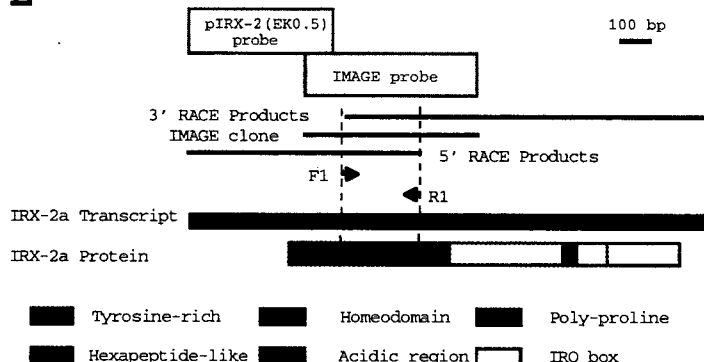 pIRX-2(EK0.5)
probe
100 bp
IMAGE probe
3' RACE Products
IMAGE clone
5' RACE Products
F1
R1
IRX-2a Transcript
IRX-2a Protein
Tyrosine-rich Homeodomain Poly-proline
Hexapeptide-like Acidic region IRO box